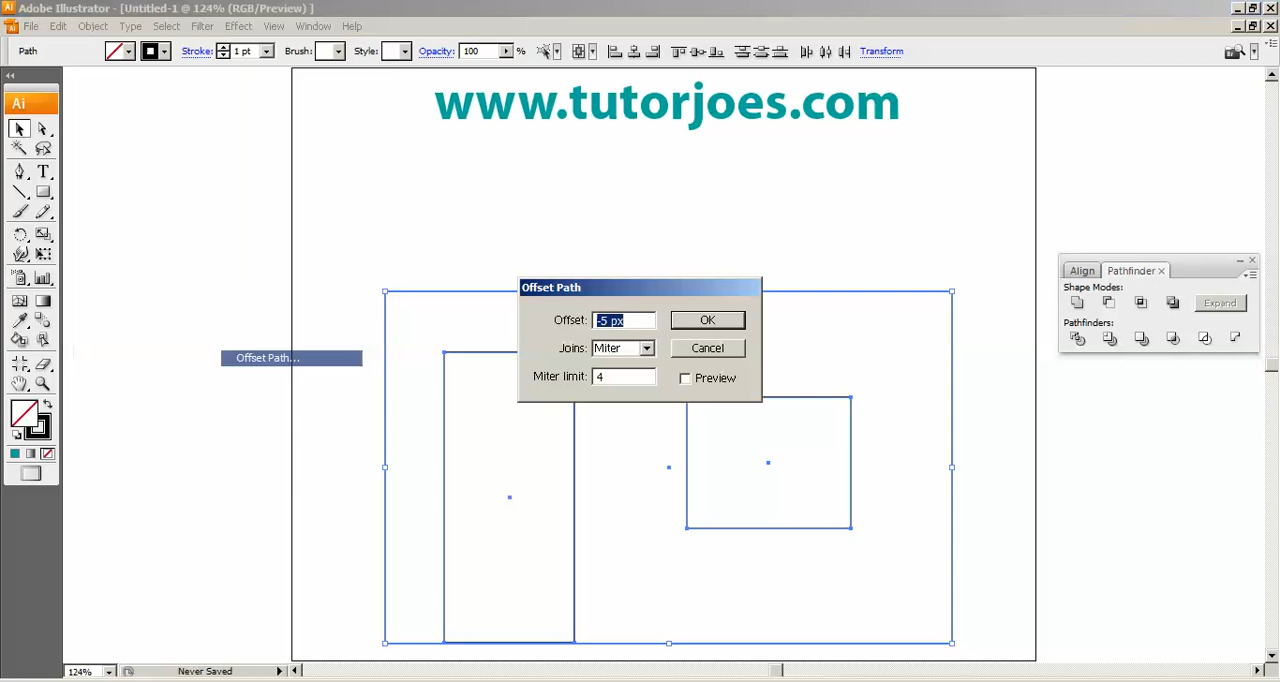 Adobe Illustrator - [Untitled-1 @ 124% (RGB/Preview) ]
File Edit Object Type Select Filter Effect View Window Help
Path Stroke: 1 pt Brush: Style: Opacity: 100 % Transform
Ai
www.tutorjoes.com
Align Pathfinder
Shape Modes:
Expand
Pathfinders:
Offset Path
Offset: -5 px OK
Joins: Miter Cancel
Miter limit: 4 Preview
Offset Path...
124% Never Saved